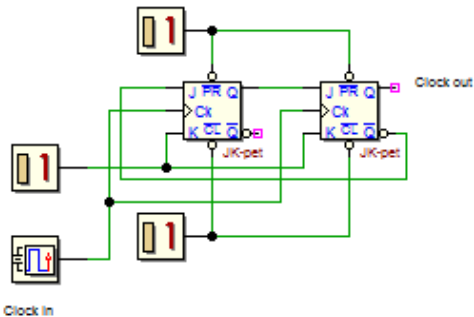 1
J PR Q J PR Q
Clock out
Ck Ck
K CL Q K CL Q
JK-pet JK-pet
1
1
Clock in